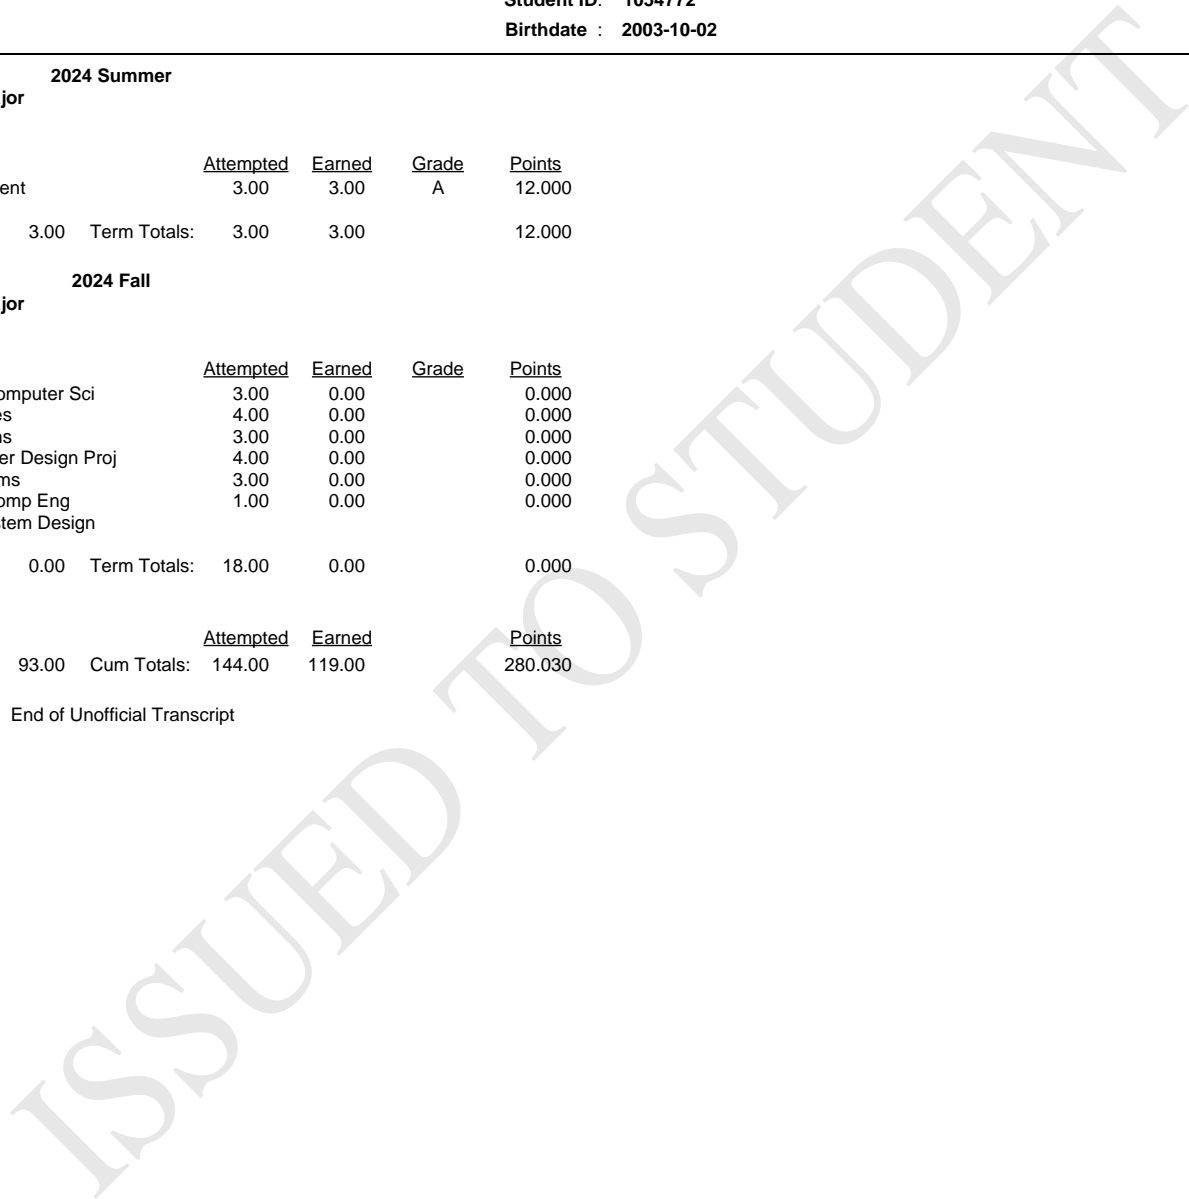 Student ID: 1054772
Birthdate : 2003-10-02
2024 Summer
jor
Attempted Earned Grade Points
ent 3.00 3.00 A 12.000
3.00 Term Totals: 3.00 3.00 12.000
2024 Fall
jor
Attempted Earned Grade Points
omputer Sci 3.00 0.00 0.000
es 4.00 0.00 0.000
ns 3.00 0.00 0.000
er Design Proj 4.00 0.00 0.000
ms 3.00 0.00 0.000
omp Eng 1.00 0.00 0.000
stem Design
0.00 Term Totals: 18.00 0.00 0.000
Attempted Earned Points
93.00 Cum Totals: 144.00 119.00 280.030
End of Unofficial Transcript
ISSUED TO STUDENT